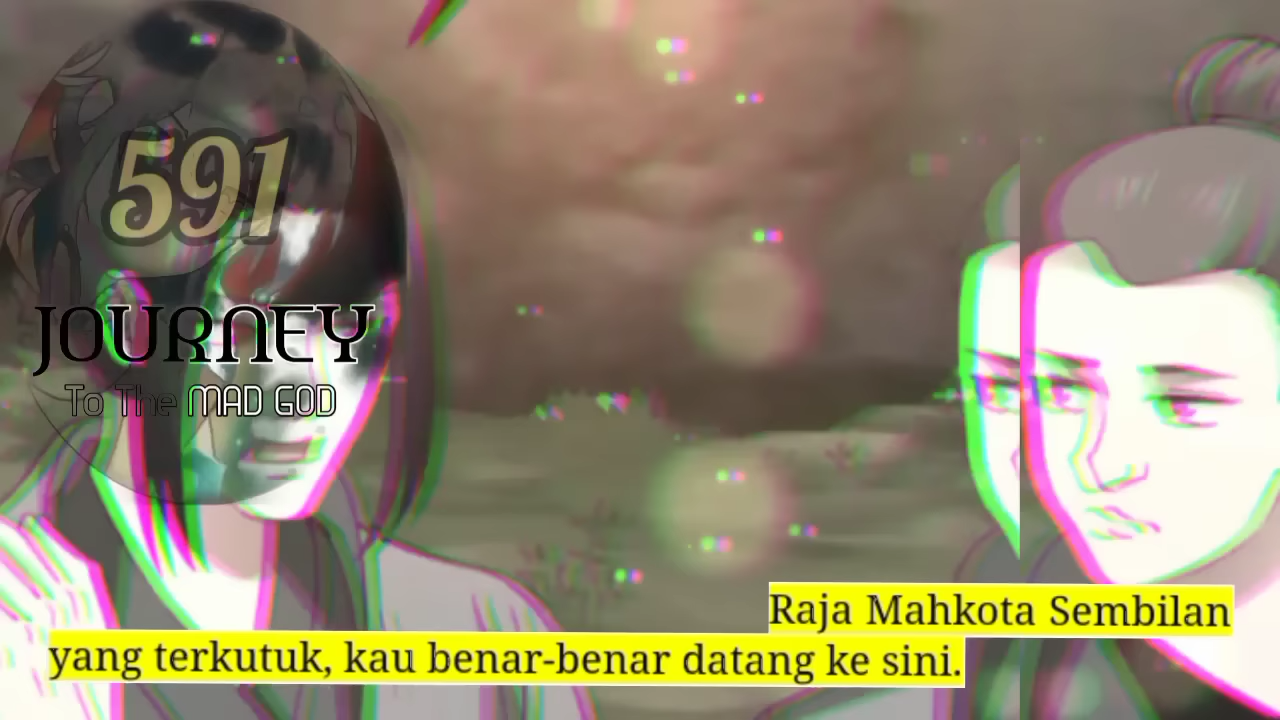 591
JOURNEY
To The MAD GOD
Raja Mahkota Sembilan
yang terkutuk, kau benar-benar datang ke sini.